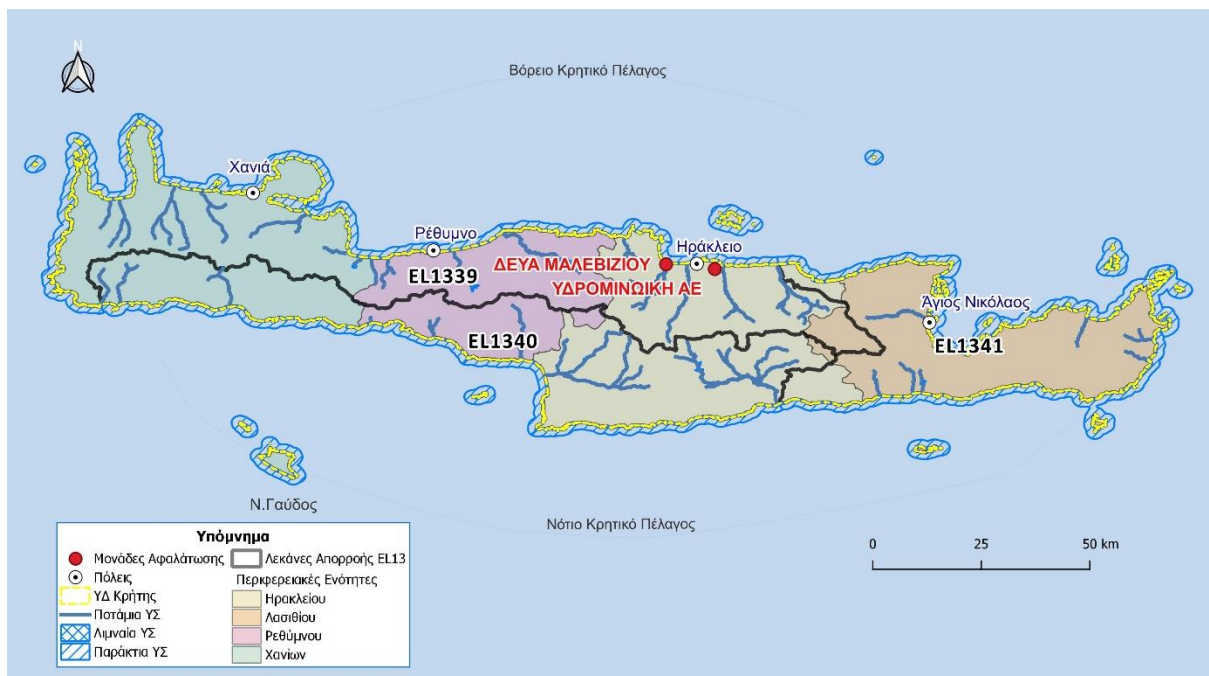 N
Βόρειο Κρητικό Πέλαγος
Χανιά
Ρέθυμνο
Ηράκλειο
EL1339
ΔΕΥΑ ΜΑΛΕΒΙΖΙΟΥ
ΥΔΡΟΜΙΝΩΙΚΗ ΑΕ
Άγιος Νικόλαος
EL1340
EL1341
Ν.Γαύδος
Νότιο Κρητικό Πέλαγος
Υπόμνημα
Μονάδες Αφαλάτωσης
Πόλεις
ΥΔ Κρήτης
Ποτάμια ΥΣ
Λιμναία ΥΣ
Παράκτια ΥΣ
Λεκάνες Απορροής EL13
Περιφερειακές Ενότητες
Ηρακλείου
Λασιθίου
Ρεθύμνου
Χανίων
0 25 50 km